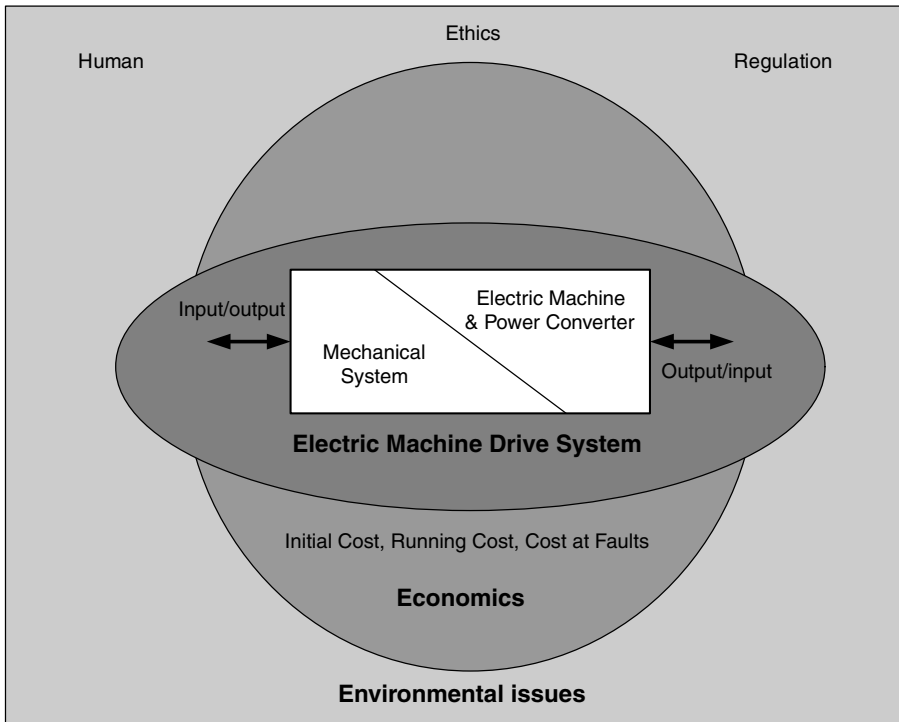 Ethics
Human
Regulation
Input/output
Electric Machine
& Power Converter
Mechanical
System
Output/input
Electric Machine Drive System
Initial Cost, Running Cost, Cost at Faults
Economics
Environmental issues